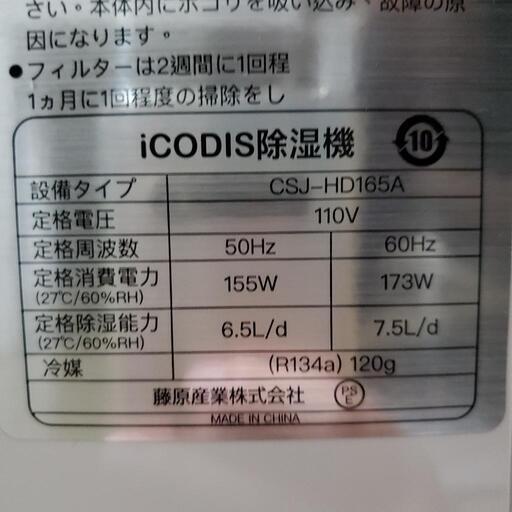 さい。本体内にホコリを吸い込み、故障の原
因になります。
●フィルターは2週間に1回程
1ヵ月に1回程度の掃除をし
iCODIS除湿機
10
設備タイプ CSJ-HD165A
定格電圧 110V
定格周波数 50Hz 60Hz
定格消費電力 155W 173W
(27℃/60%RH)
定格除湿能力 6.5L/d 7.5L/d
(27℃/60%RH)
冷媒 (R134a) 120g
藤原産業株式会社 PS E
MADE IN CHINA